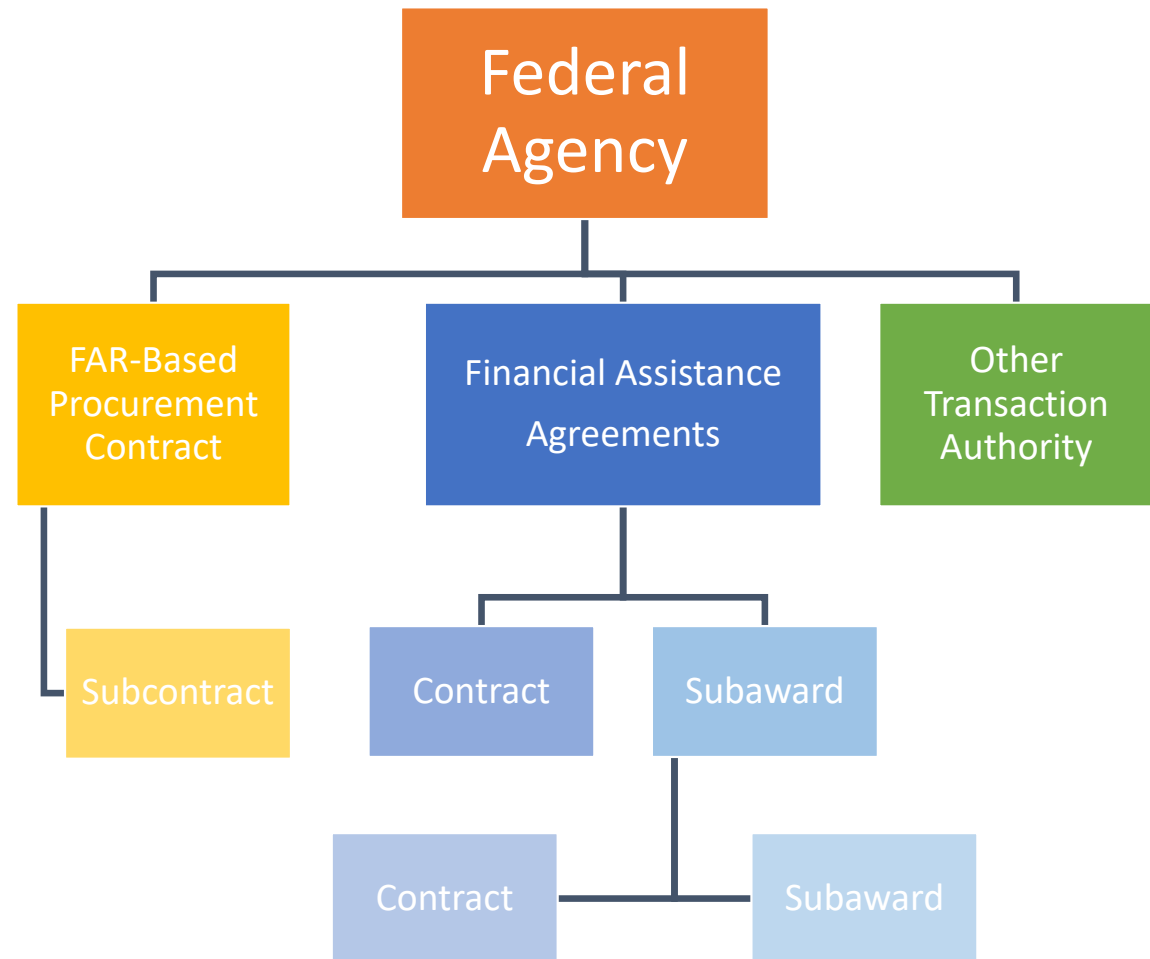 Federal
Agency
FAR-Based
Procurement
Contract
Financial Assistance
Agreements
Other
Transaction
Authority
Subcontract
Contract
Subaward
Contract
Subaward